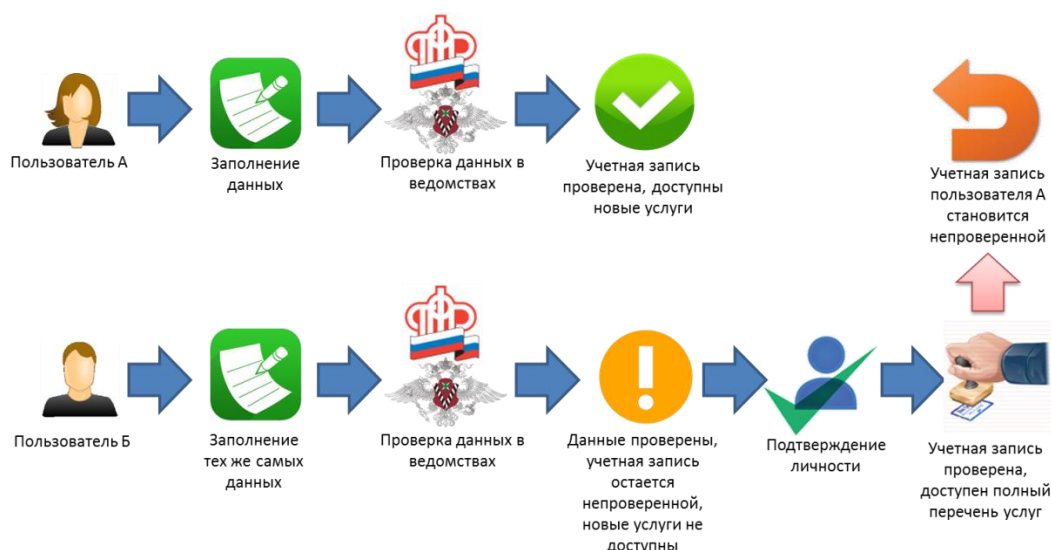 Пользователь А
Заполнение
данных
Проверка данных в
ведомствах
Учетная запись
проверена, доступны
новые услуги
Учетная запись
пользователя А
становится
непроверенной
Пользователь Б
Заполнение
тех же самых
данных
Проверка данных в
ведомствах
Данные проверены,
учетная запись
остается
непроверенной,
новые услуги не
доступны
Подтверждение
личности
Учетная запись
проверена,
доступен полный
перечень услуг